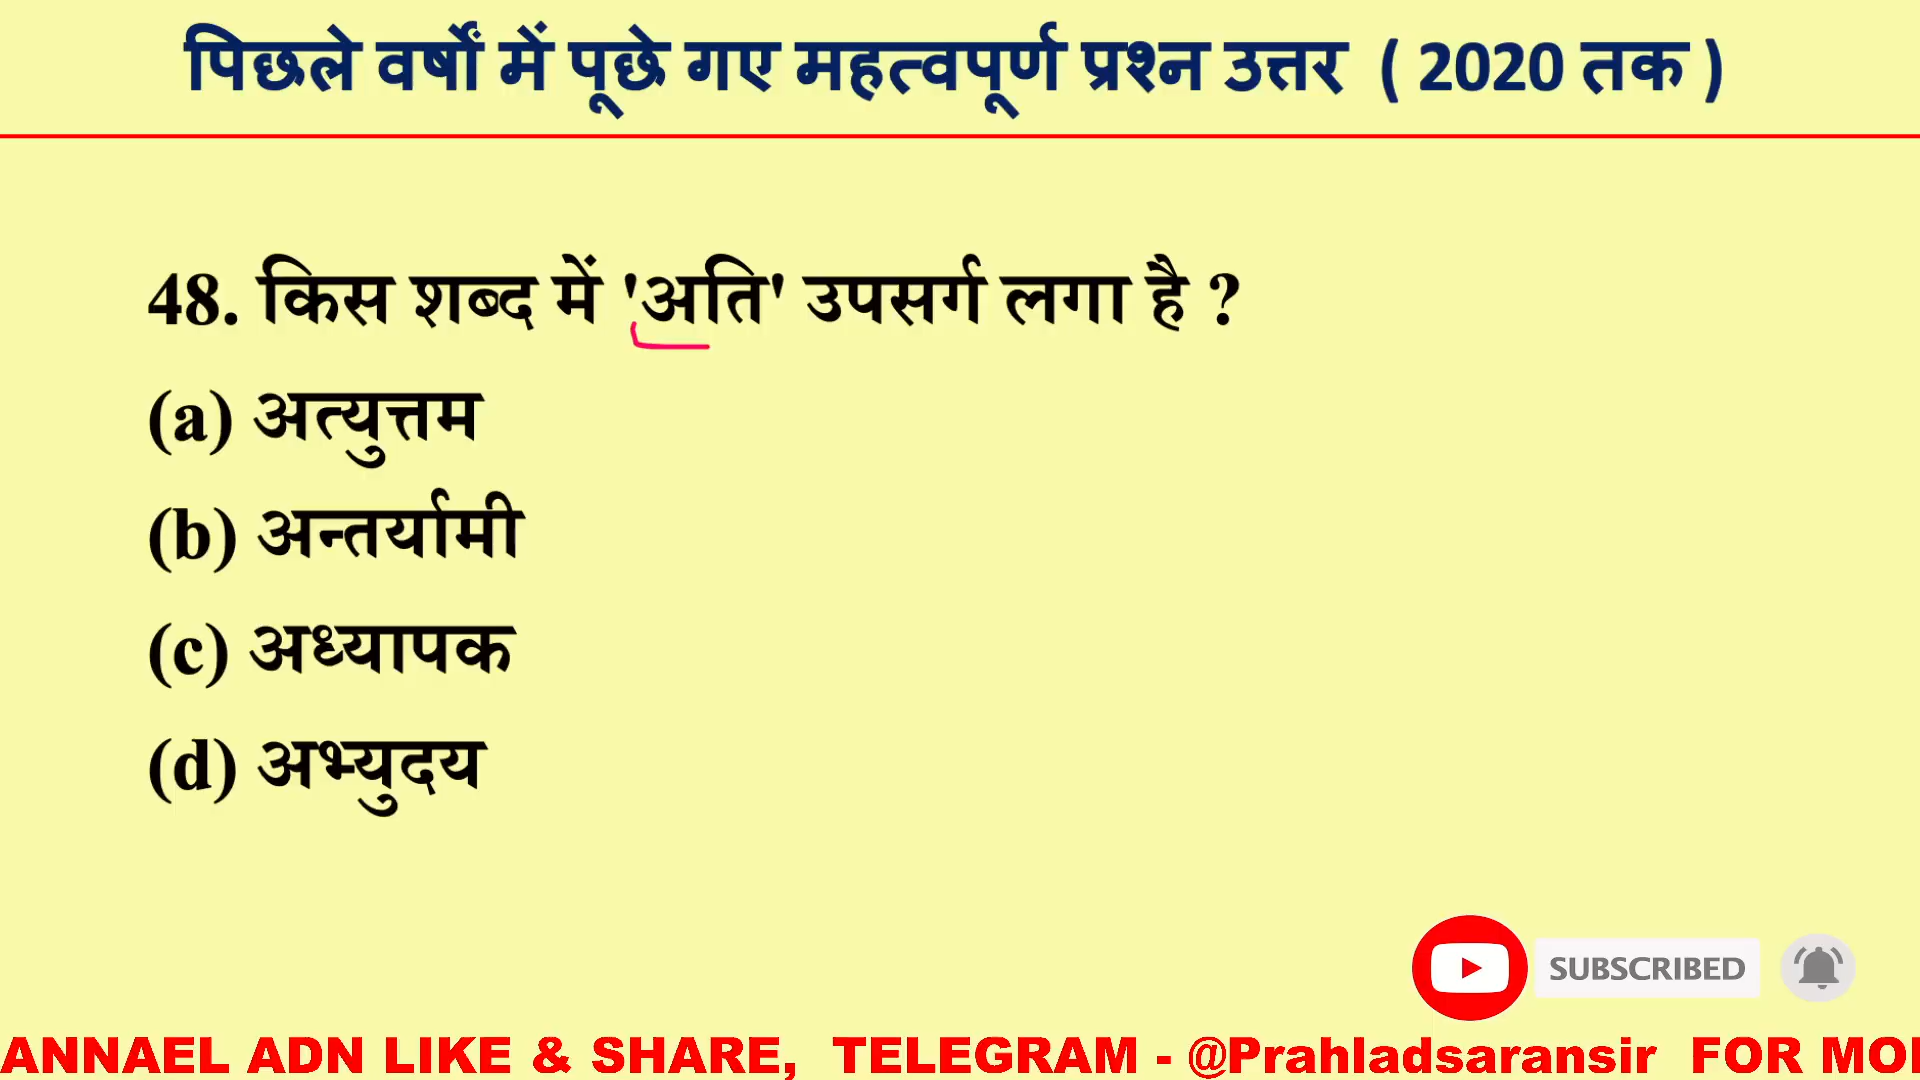 पिछले वर्षों में पूछे गए महत्वपूर्ण प्रश्न उत्तर ( 2020 तक )
48. किस शब्द में 'अति' उपसर्ग लगा है ?
(a) अत्युत्तम
(b) अन्तर्यामी
(c) अध्यापक
(d) अभ्युदय
SUBSCRIBED
ANNAEL ADN LIKE & SHARE, TELEGRAM - @Prahladsaransir FOR MO